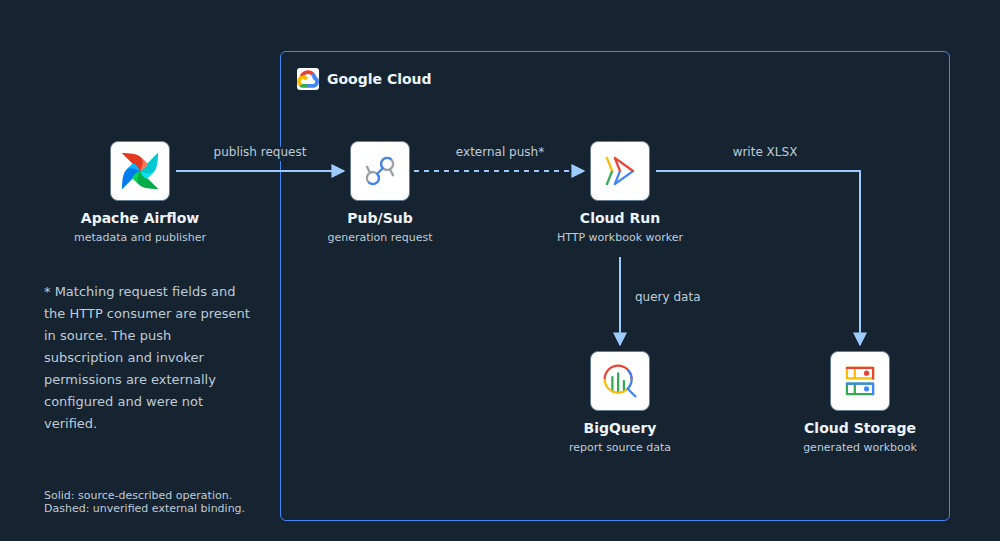 Google Cloud
publish request
external push*
write XLSX
Apache Airflow
metadata and publisher
Pub/Sub
generation request
Cloud Run
HTTP workbook worker
* Matching request fields and
the HTTP consumer are present
in source. The push
subscription and invoker
permissions are externally
configured and were not
verified.
query data
BigQuery
report source data
Cloud Storage
generated workbook
Solid: source-described operation.
Dashed: unverified external binding.